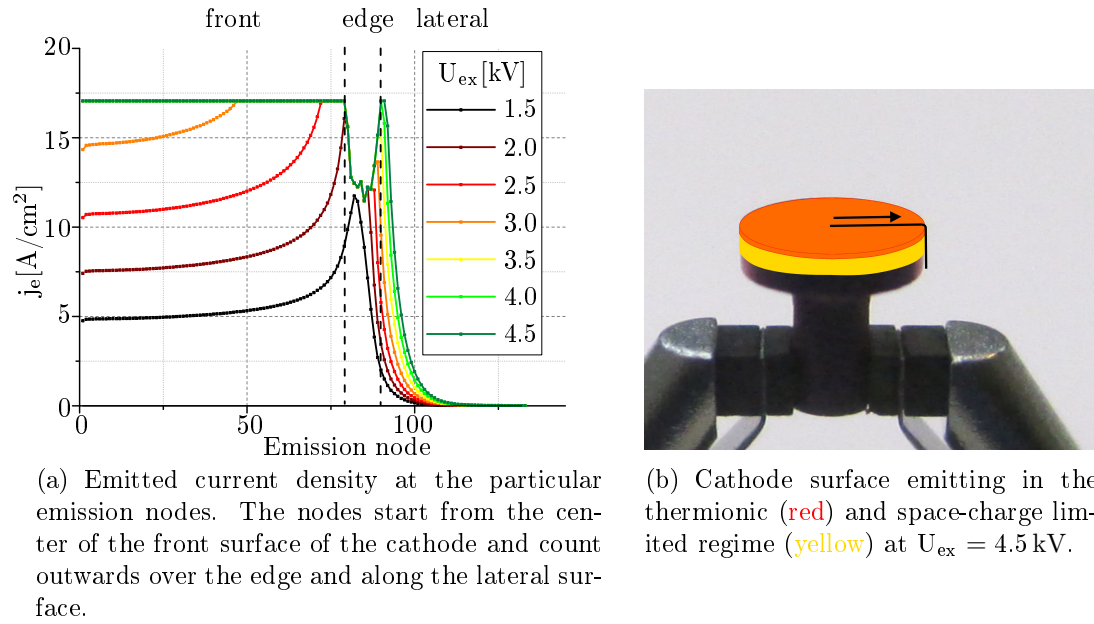 front edge lateral
20
15
10
5
0
jₑ[A/cm²]
U_ex[kV]
1.5
2.0
2.5
3.0
3.5
4.0
4.5
0 50 100
Emission node
(a) Emitted current density at the particular
emission nodes. The nodes start from the cen-
ter of the front surface of the cathode and count
outwards over the edge and along the lateral sur-
face.
(b) Cathode surface emitting in the
thermionic (red) and space-charge lim-
ited regime (yellow) at U_ex = 4.5 kV.